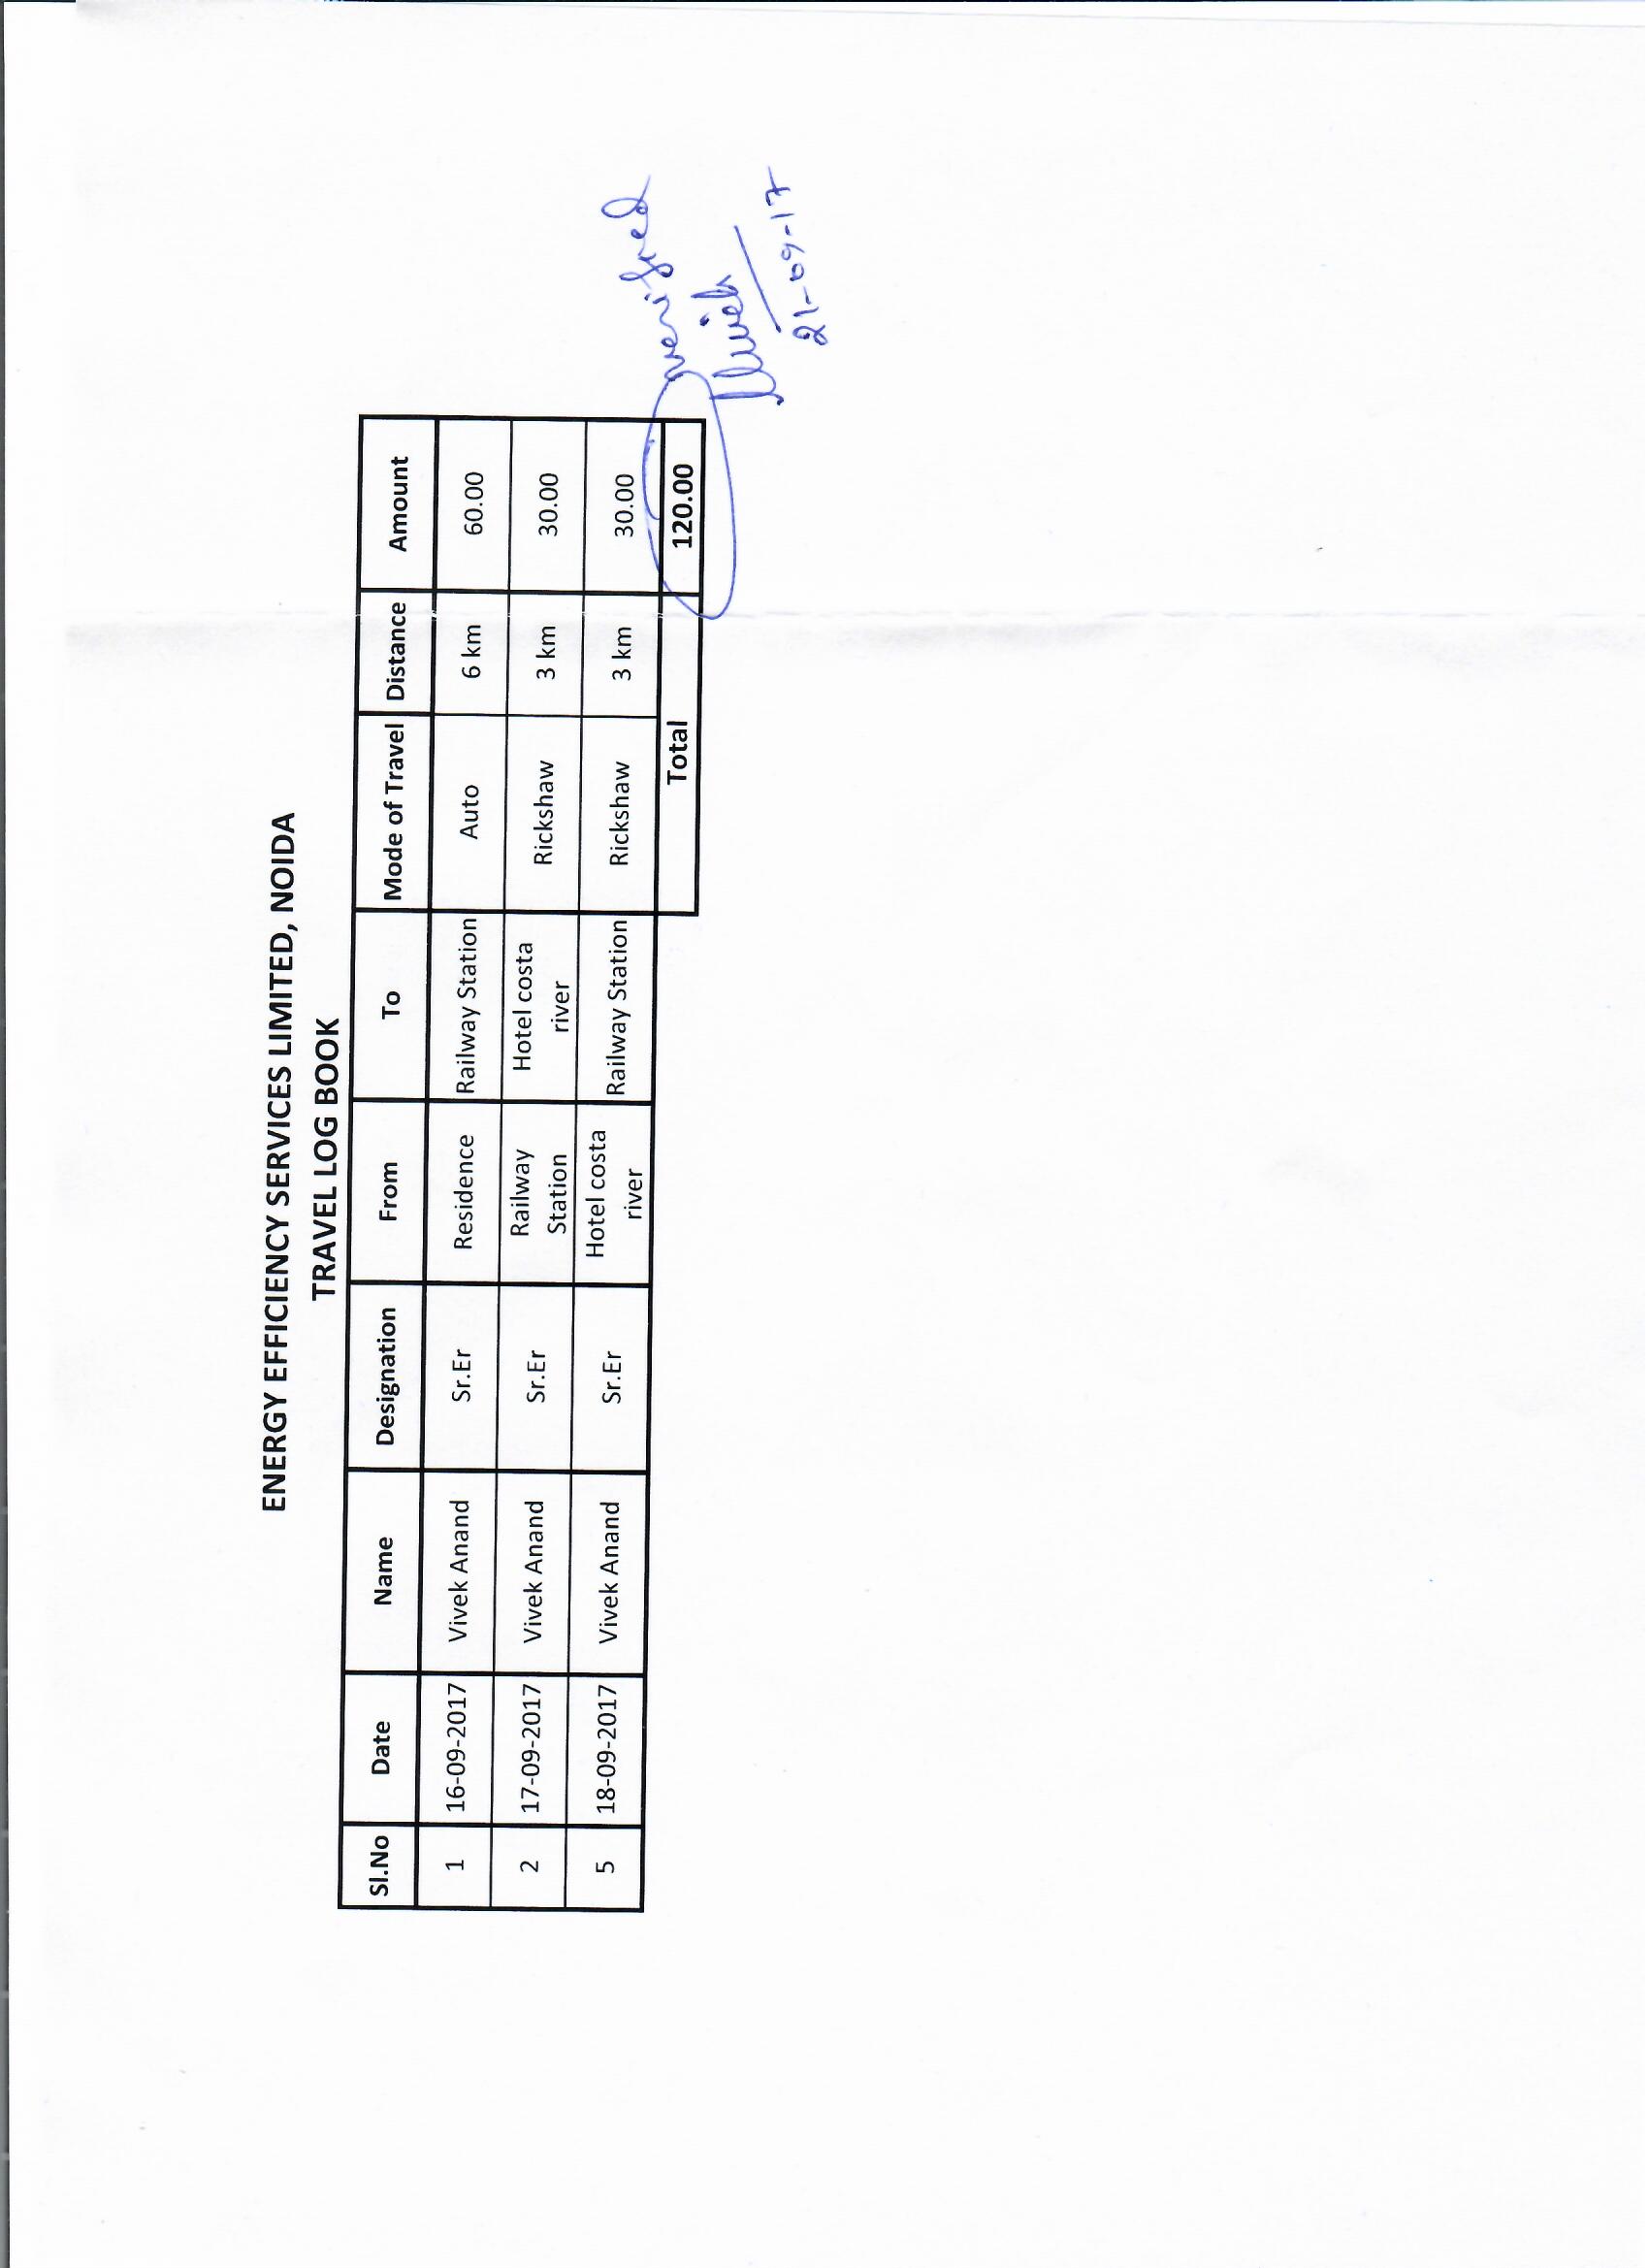 ENERGY EFFICIENCY SERVICES LIMITED, NOIDA
TRAVEL LOG BOOK
Sl.No Date Name Designation From To Mode of Travel Distance Amount
1 16-09-2017 Vivek Anand Sr.Er Residence Railway Station Auto 6 km 60.00
2 17-09-2017 Vivek Anand Sr.Er Railway Station Hotel costa river Rickshaw 3 km 30.00
5 18-09-2017 Vivek Anand Sr.Er Hotel costa river Railway Station Rickshaw 3 km 30.00
Total 120.00
verified
21-09-17